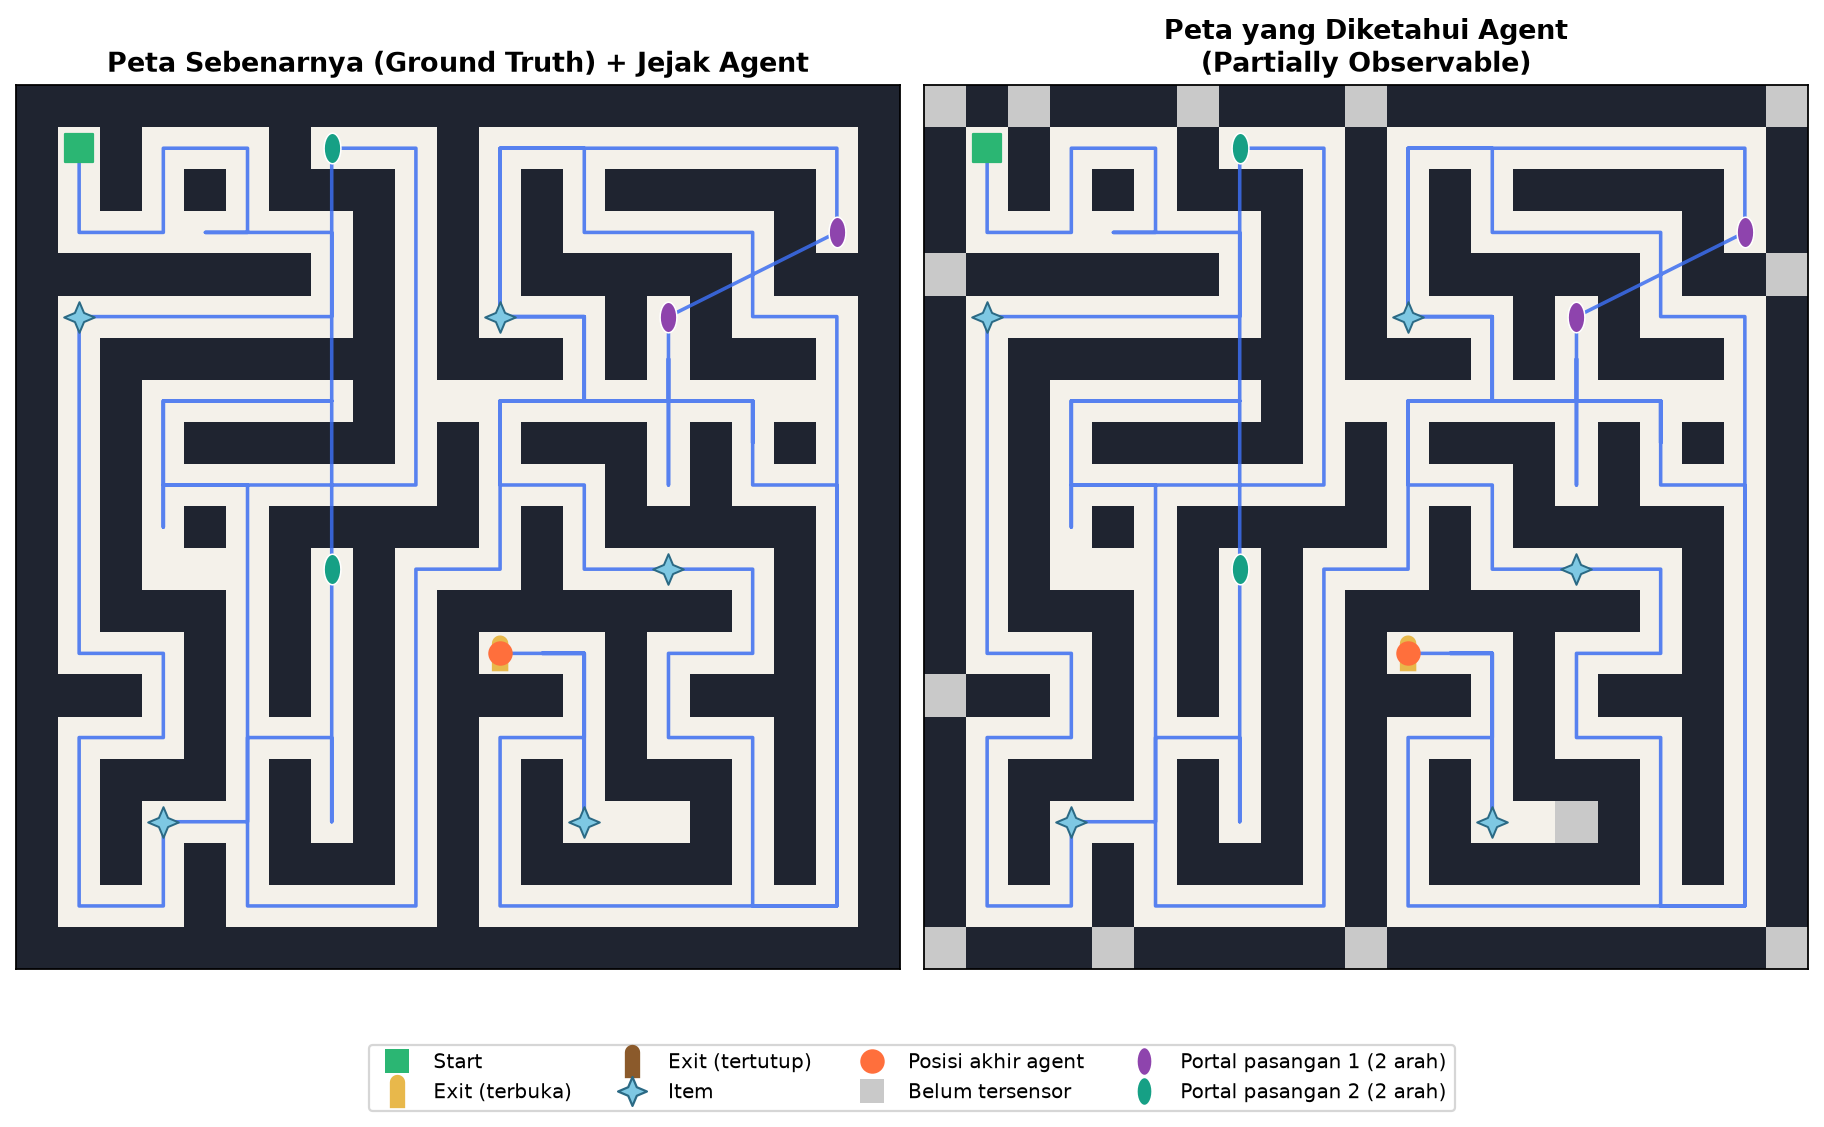 Peta Sebenarnya (Ground Truth) + Jejak Agent
Peta yang Diketahui Agent
(Partially Observable)
Start
Exit (terbuka)
Exit (tertutup)
Item
Posisi akhir agent
Belum tersensor
Portal pasangan 1 (2 arah)
Portal pasangan 2 (2 arah)